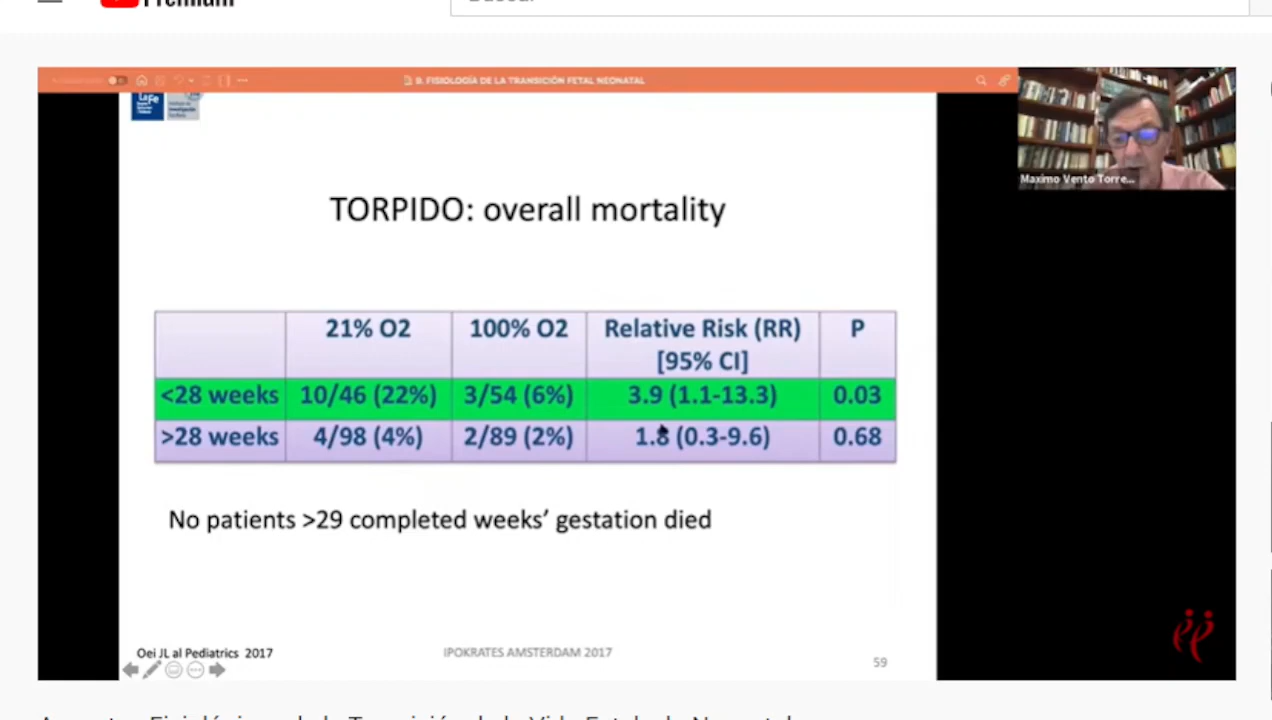 Premium
9. FISIOLOGÍA DE LA TRANSICIÓN FETAL NEONATAL
Maximo Vento Torre...
LaFe
TORPIDO: overall mortality
21% O2 100% O2 Relative Risk (RR) [95% CI] P
<28 weeks 10/46 (22%) 3/54 (6%) 3.9 (1.1-13.3) 0.03
>28 weeks 4/98 (4%) 2/89 (2%) 1.8 (0.3-9.6) 0.68
No patients >29 completed weeks' gestation died
Oei JL al Pediatrics 2017
IPOKRATES AMSTERDAM 2017
59